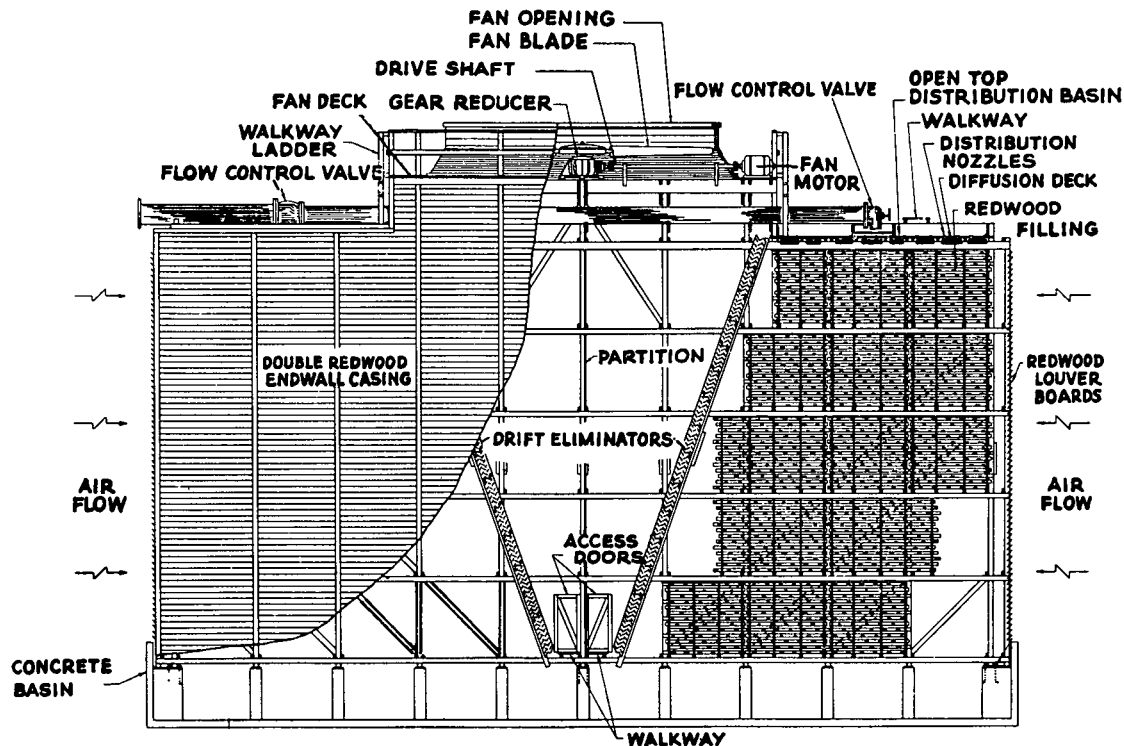 FAN OPENING
FAN BLADE
DRIVE SHAFT
FAN DECK
GEAR REDUCER
FLOW CONTROL VALVE
OPEN TOP
DISTRIBUTION BASIN
WALKWAY
LADDER
WALKWAY
DISTRIBUTION
NOZZLES
FLOW CONTROL VALVE
FAN
MOTOR
DIFFUSION DECK
REDWOOD
FILLING
DOUBLE REDWOOD
ENDWALL CASING
PARTITION
REDWOOD
LOUVER
BOARDS
DRIFT ELIMINATORS
AIR
FLOW
AIR
FLOW
ACCESS
DOORS
CONCRETE
BASIN
WALKWAY